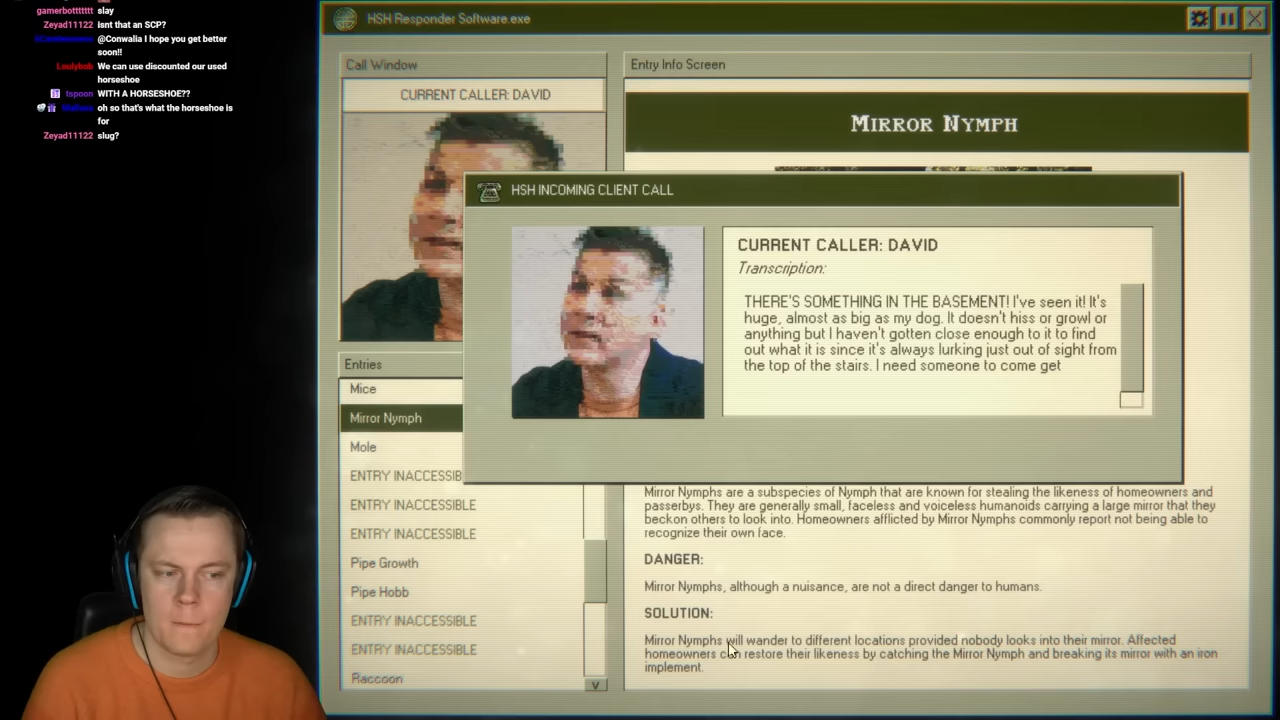 gamerbottttttt slay
Zeyad11122 isnt that an SCP?
@Conwalia I hope you get better
soon!!
Loulybob We can use discounted our used
horseshoe
tspoon WITH A HORSESHOE??
oh so that's what the horseshoe is
for
Zeyad11122 slug?
HSH Responder Software.exe
Call Window
CURRENT CALLER: DAVID
Entry Info Screen
MIRROR NYMPH
HSH INCOMING CLIENT CALL
CURRENT CALLER: DAVID
Transcription:
THERE'S SOMETHING IN THE BASEMENT! I've seen it! It's
huge, almost as big as my dog. It doesn't hiss or growl or
anything but I haven't gotten close enough to it to find
out what it is since it's always lurking just out of sight from
the top of the stairs. I need someone to come get
Entries
Mice
Mirror Nymph
Mole
ENTRY INACCESSIB
ENTRY INACCESSIBLE
ENTRY INACCESSIBLE
Pipe Growth
Pipe Hobb
ENTRY INACCESSIBLE
ENTRY INACCESSIBLE
Raccoon
V
Mirror Nymphs are a subspecies of Nymph that are known for stealing the likeness of homeowners and
passerbys. They are generally small, faceless and voiceless humanoids carrying a large mirror that they
beckon others to look into. Homeowners afflicted by Mirror Nymphs commonly report not being able to
recognize their own face.
DANGER:
Mirror Nymphs, although a nuisance, are not a direct danger to humans.
SOLUTION:
Mirror Nymphs will wander to different locations provided nobody looks into their mirror. Affected
homeowners can restore their likeness by catching the Mirror Nymph and breaking its mirror with an iron
implement.